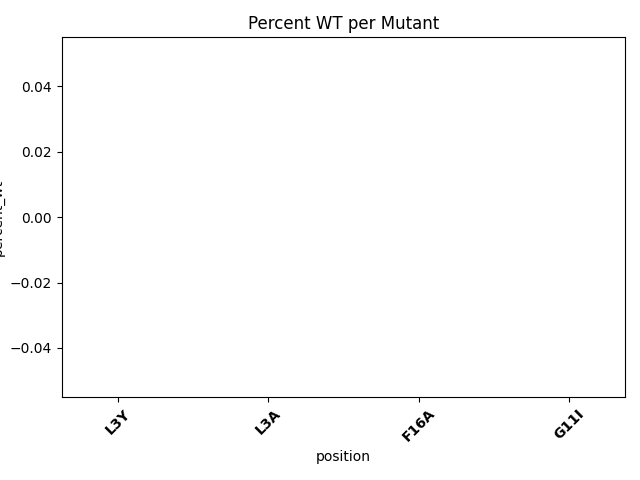 Percent WT per Mutant
0.04
0.02
0.00
−0.02
−0.04
percent_wt
L3Y L3A F16A G11I
position